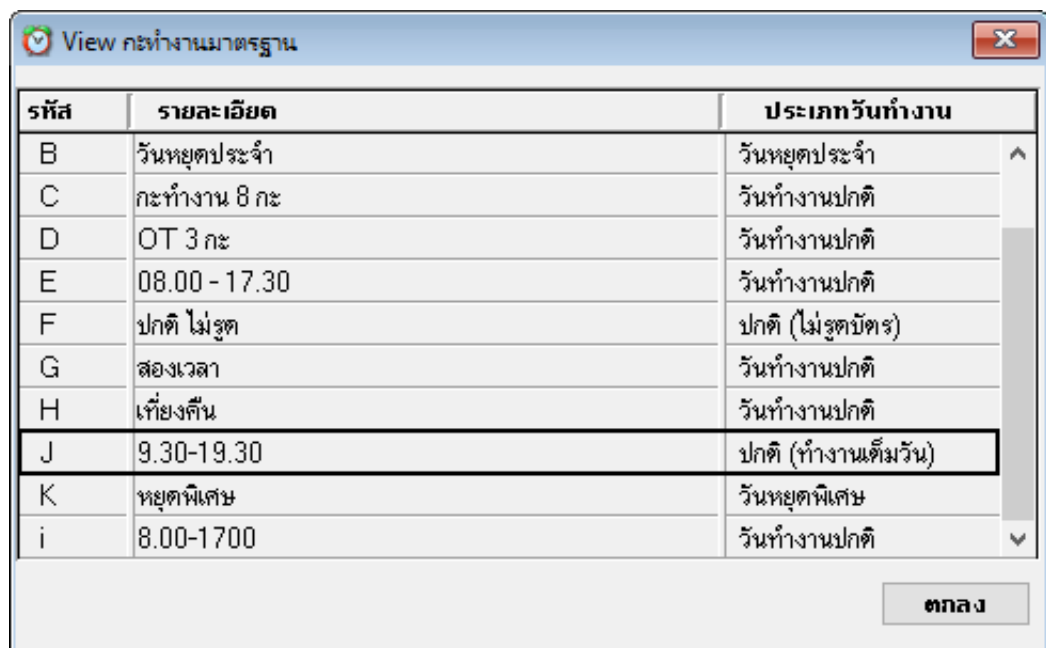 View กะทำงานมาตรฐาน
รหัส รายละเอียด ประเภทวันทำงาน
B วันหยุดประจำ วันหยุดประจำ
C กะทำงาน 8 กะ วันทำงานปกติ
D OT 3 กะ วันทำงานปกติ
E 08.00 - 17.30 วันทำงานปกติ
F ปกติ ไม่รูด ปกติ (ไม่รูดบัตร)
G สองเวลา วันทำงานปกติ
H เที่ยงคืน วันทำงานปกติ
J 9.30-19.30 ปกติ (ทำงานเต็มวัน)
K หยุดพิเศษ วันหยุดพิเศษ
i 8.00-1700 วันทำงานปกติ
ตกลง